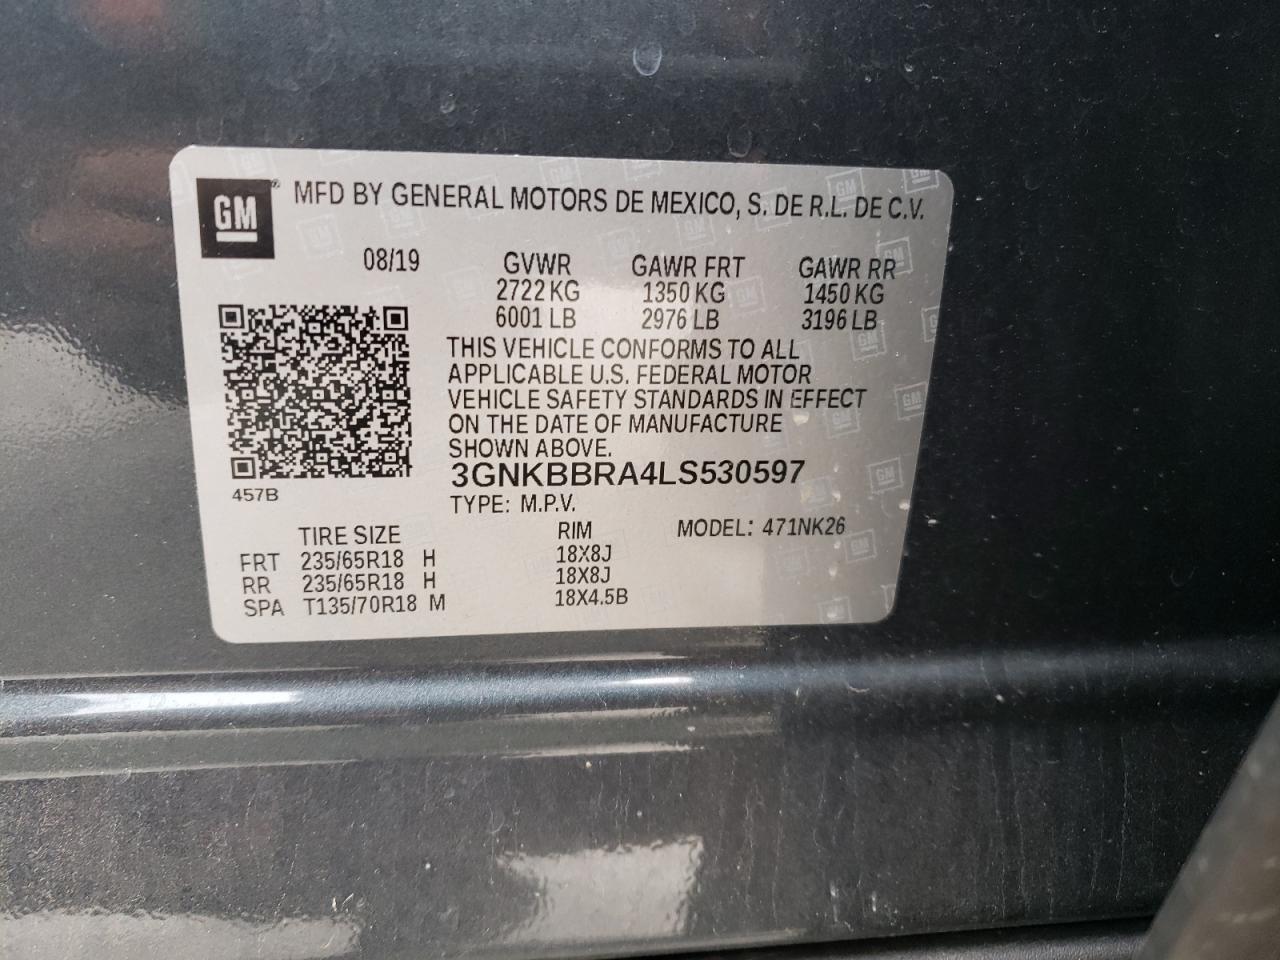 GM® MFD BY GENERAL MOTORS DE MEXICO, S. DE R.L. DE C.V.
08/19 GVWR GAWR FRT GAWR RR
2722 KG 1350 KG 1450 KG
6001 LB 2976 LB 3196 LB
THIS VEHICLE CONFORMS TO ALL
APPLICABLE U.S. FEDERAL MOTOR
VEHICLE SAFETY STANDARDS IN EFFECT
ON THE DATE OF MANUFACTURE
SHOWN ABOVE.
3GNKBBRA4LS530597
457B
TYPE: M.P.V.
TIRE SIZE RIM MODEL: 471NK26
FRT 235/65R18 H 18X8J
RR 235/65R18 H 18X8J
SPA T135/70R18 M 18X4.5B